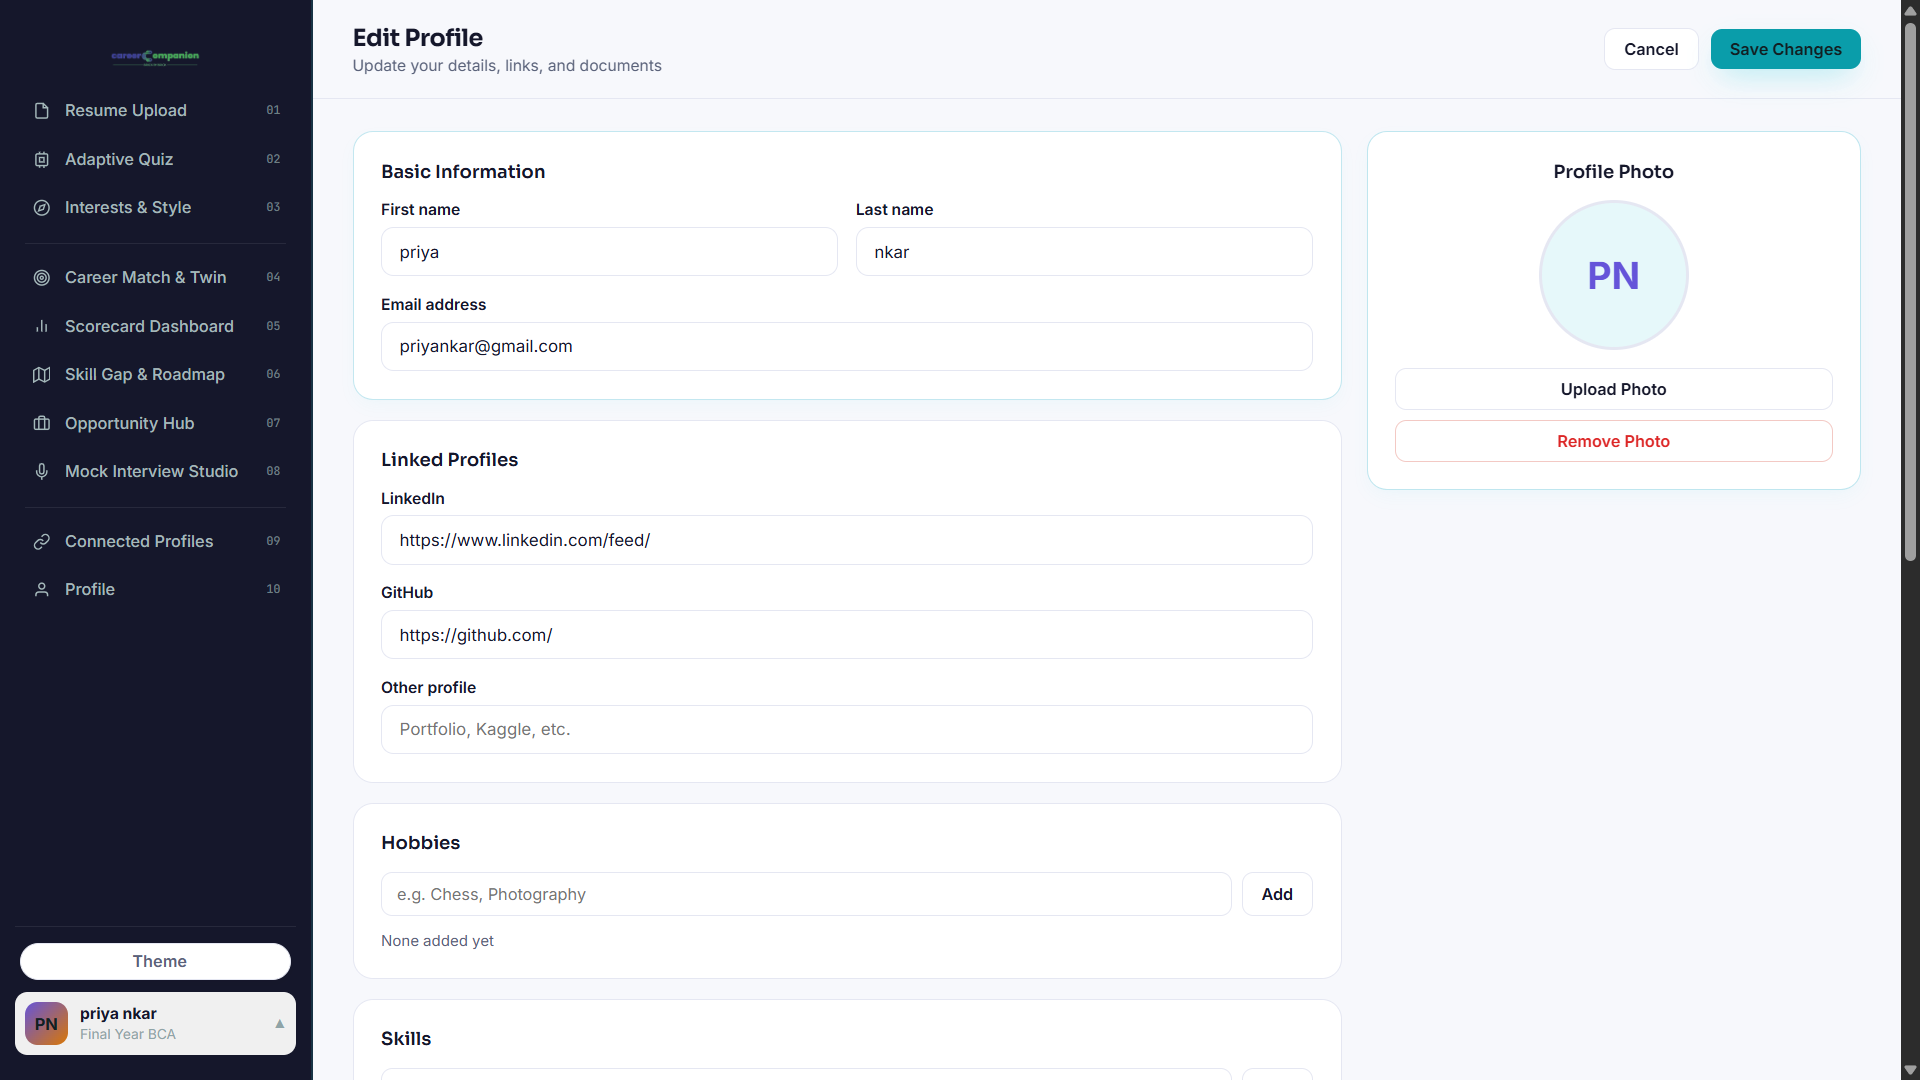 careerCompanion
Resume Upload 01
Adaptive Quiz 02
Interests & Style 03
Career Match & Twin 04
Scorecard Dashboard 05
Skill Gap & Roadmap 06
Opportunity Hub 07
Mock Interview Studio 08
Connected Profiles 09
Profile 10
Theme
PN
priya nkar
Final Year BCA
Edit Profile
Update your details, links, and documents
Cancel
Save Changes
Basic Information
First name
priya
Last name
nkar
Email address
priyankar@gmail.com
Linked Profiles
LinkedIn
https://www.linkedin.com/feed/
GitHub
https://github.com/
Other profile
Portfolio, Kaggle, etc.
Hobbies
e.g. Chess, Photography
Add
None added yet
Skills
Profile Photo
PN
Upload Photo
Remove Photo